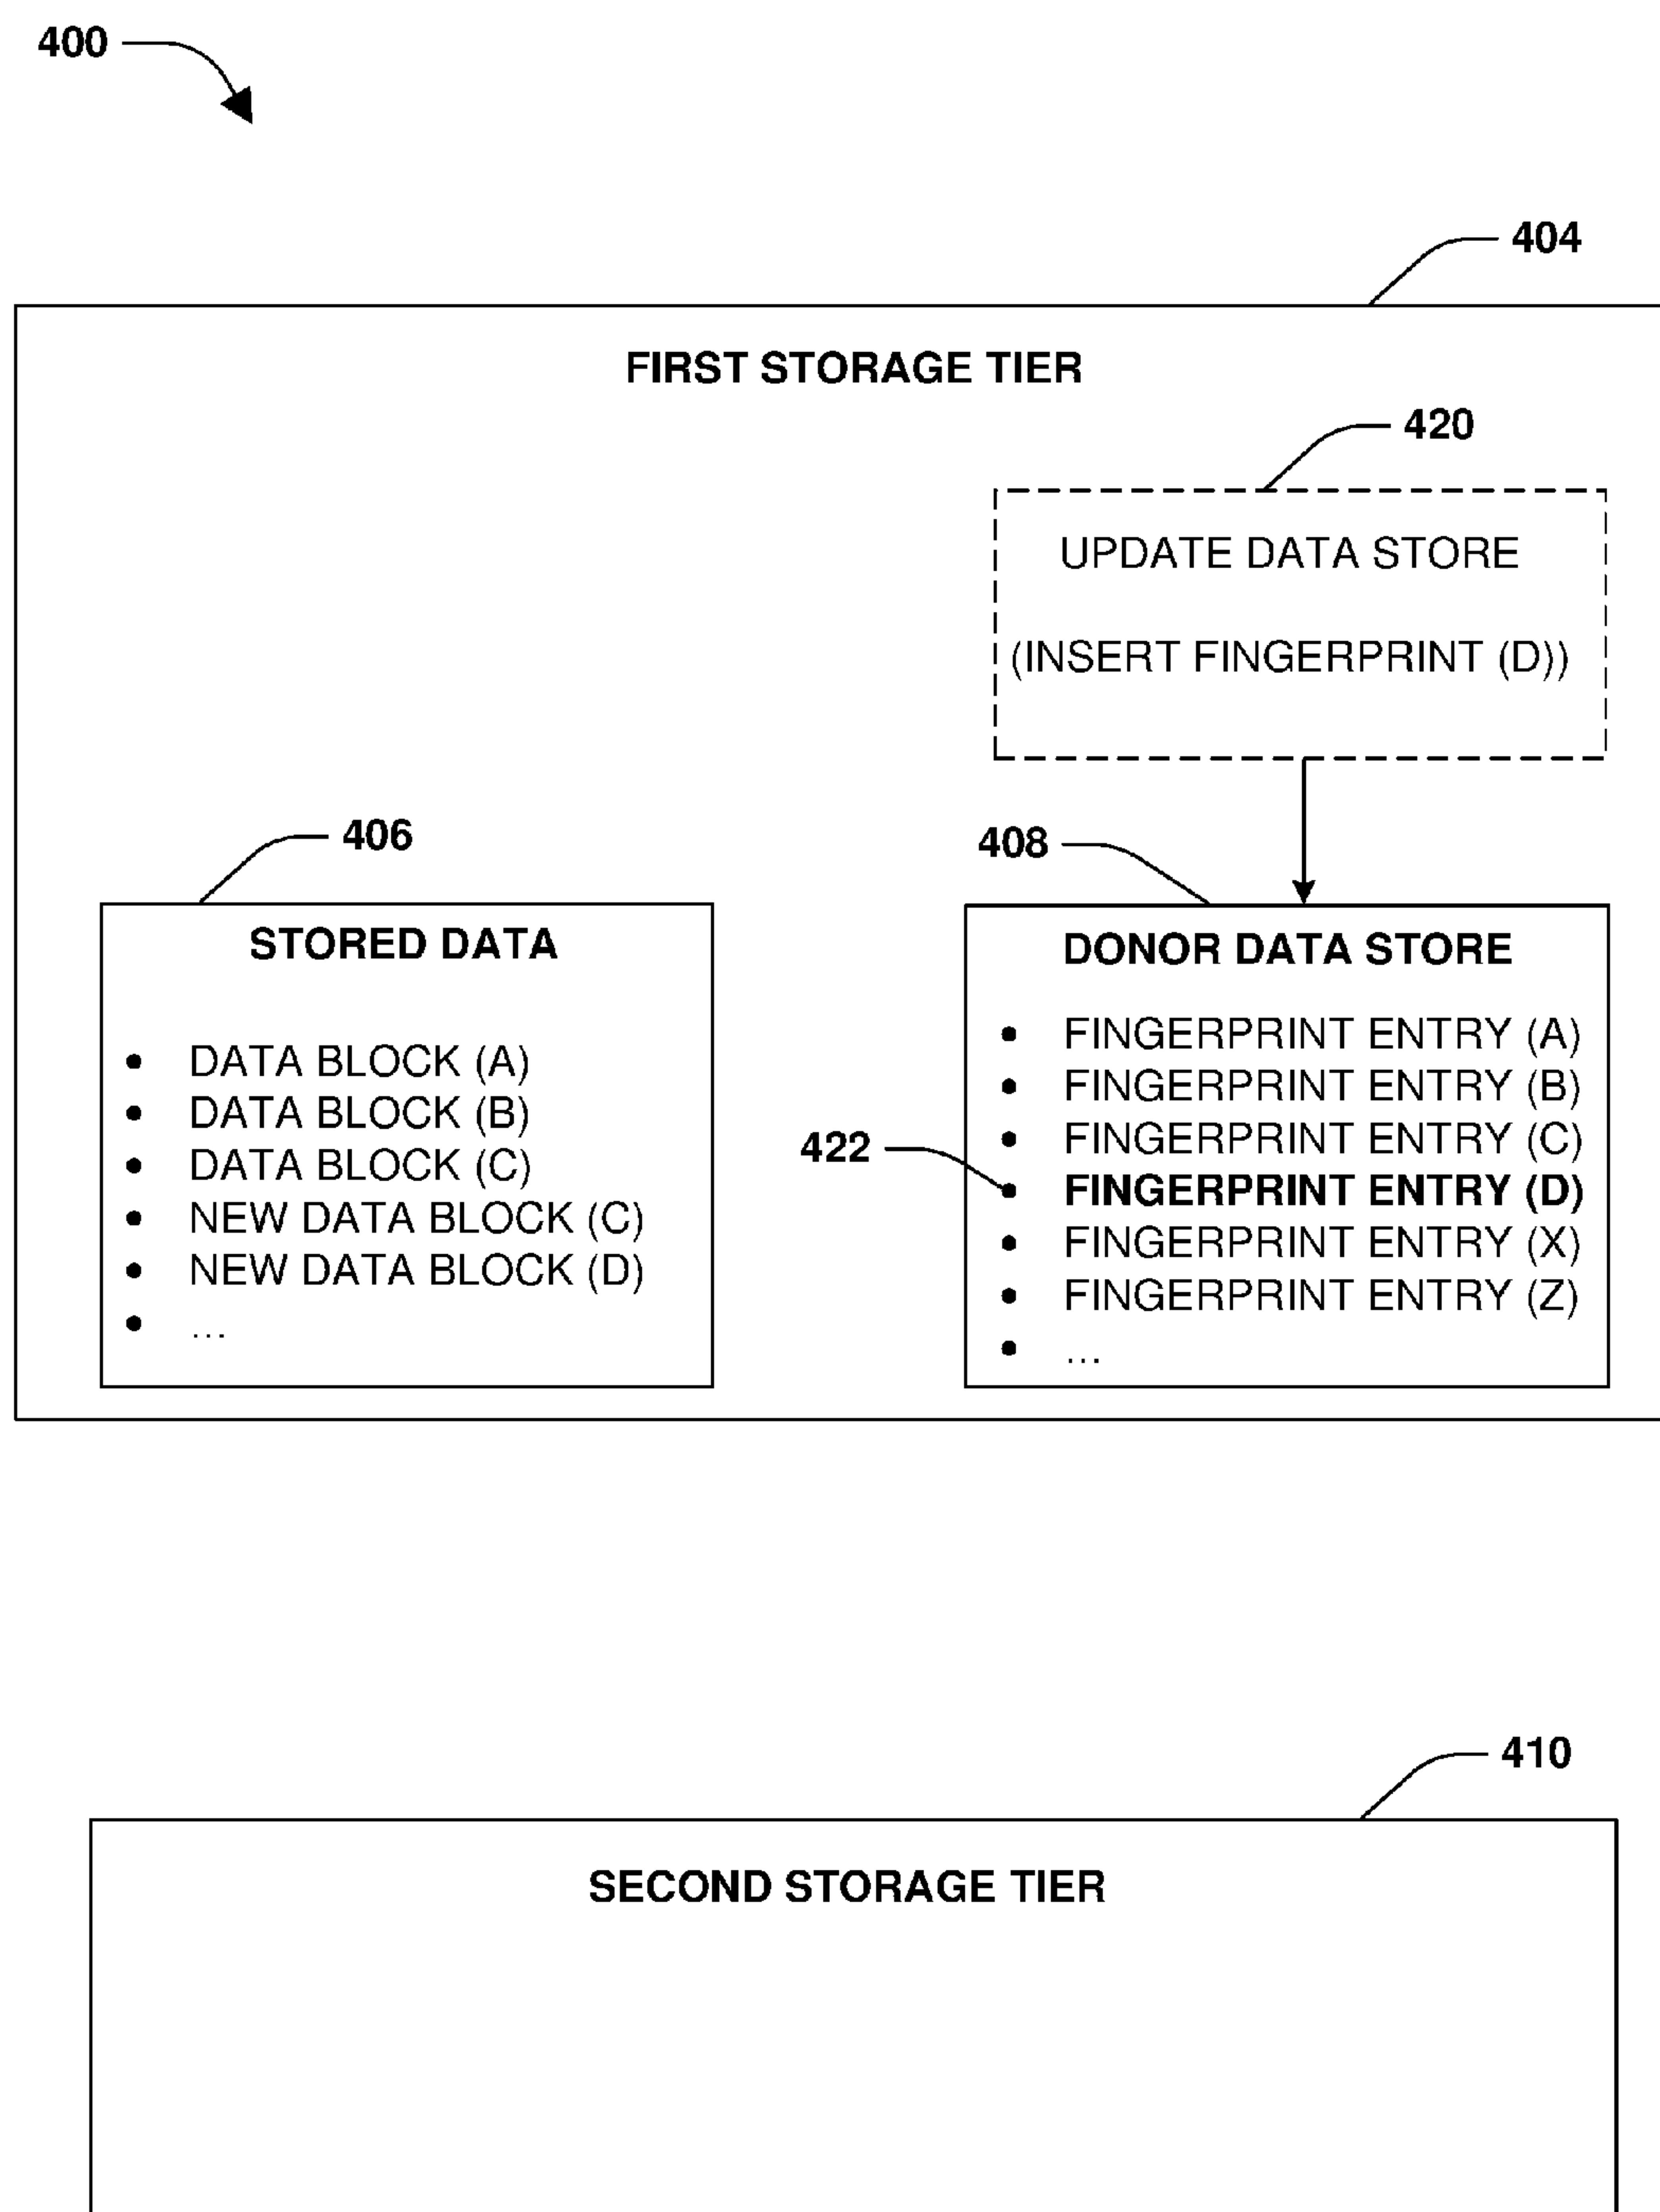 400
404
FIRST STORAGE TIER
420
UPDATE DATA STORE
(INSERT FINGERPRINT (D))
406
408
STORED DATA
• DATA BLOCK (A)
• DATA BLOCK (B)
• DATA BLOCK (C)
• NEW DATA BLOCK (C)
• NEW DATA BLOCK (D)
• ...
DONOR DATA STORE
• FINGERPRINT ENTRY (A)
• FINGERPRINT ENTRY (B)
• FINGERPRINT ENTRY (C)
422
• FINGERPRINT ENTRY (D)
• FINGERPRINT ENTRY (X)
• FINGERPRINT ENTRY (Z)
• ...
410
SECOND STORAGE TIER